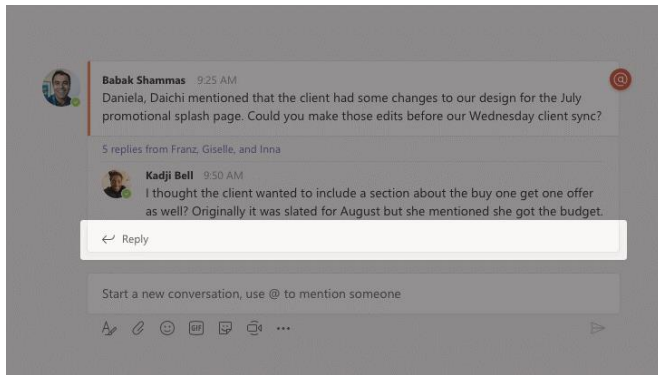 Babak Shammas 9:25 AM
Daniela, Daichi mentioned that the client had some changes to our design for the July
promotional splash page. Could you make those edits before our Wednesday client sync?
5 replies from Franz, Giselle, and Inna
Kadji Bell 9:50 AM
I thought the client wanted to include a section about the buy one get one offer
as well? Originally it was slated for August but she mentioned she got the budget.
Reply
Start a new conversation, use @ to mention someone
GIF